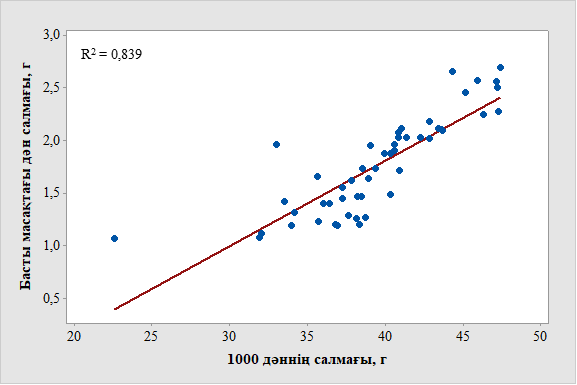 3,0
R² = 0,839
2,5
2,0
1,5
1,0
0,5
Басты масақтағы дән салмағы, г
20 25 30 35 40 45 50
1000 дәннің салмағы, г